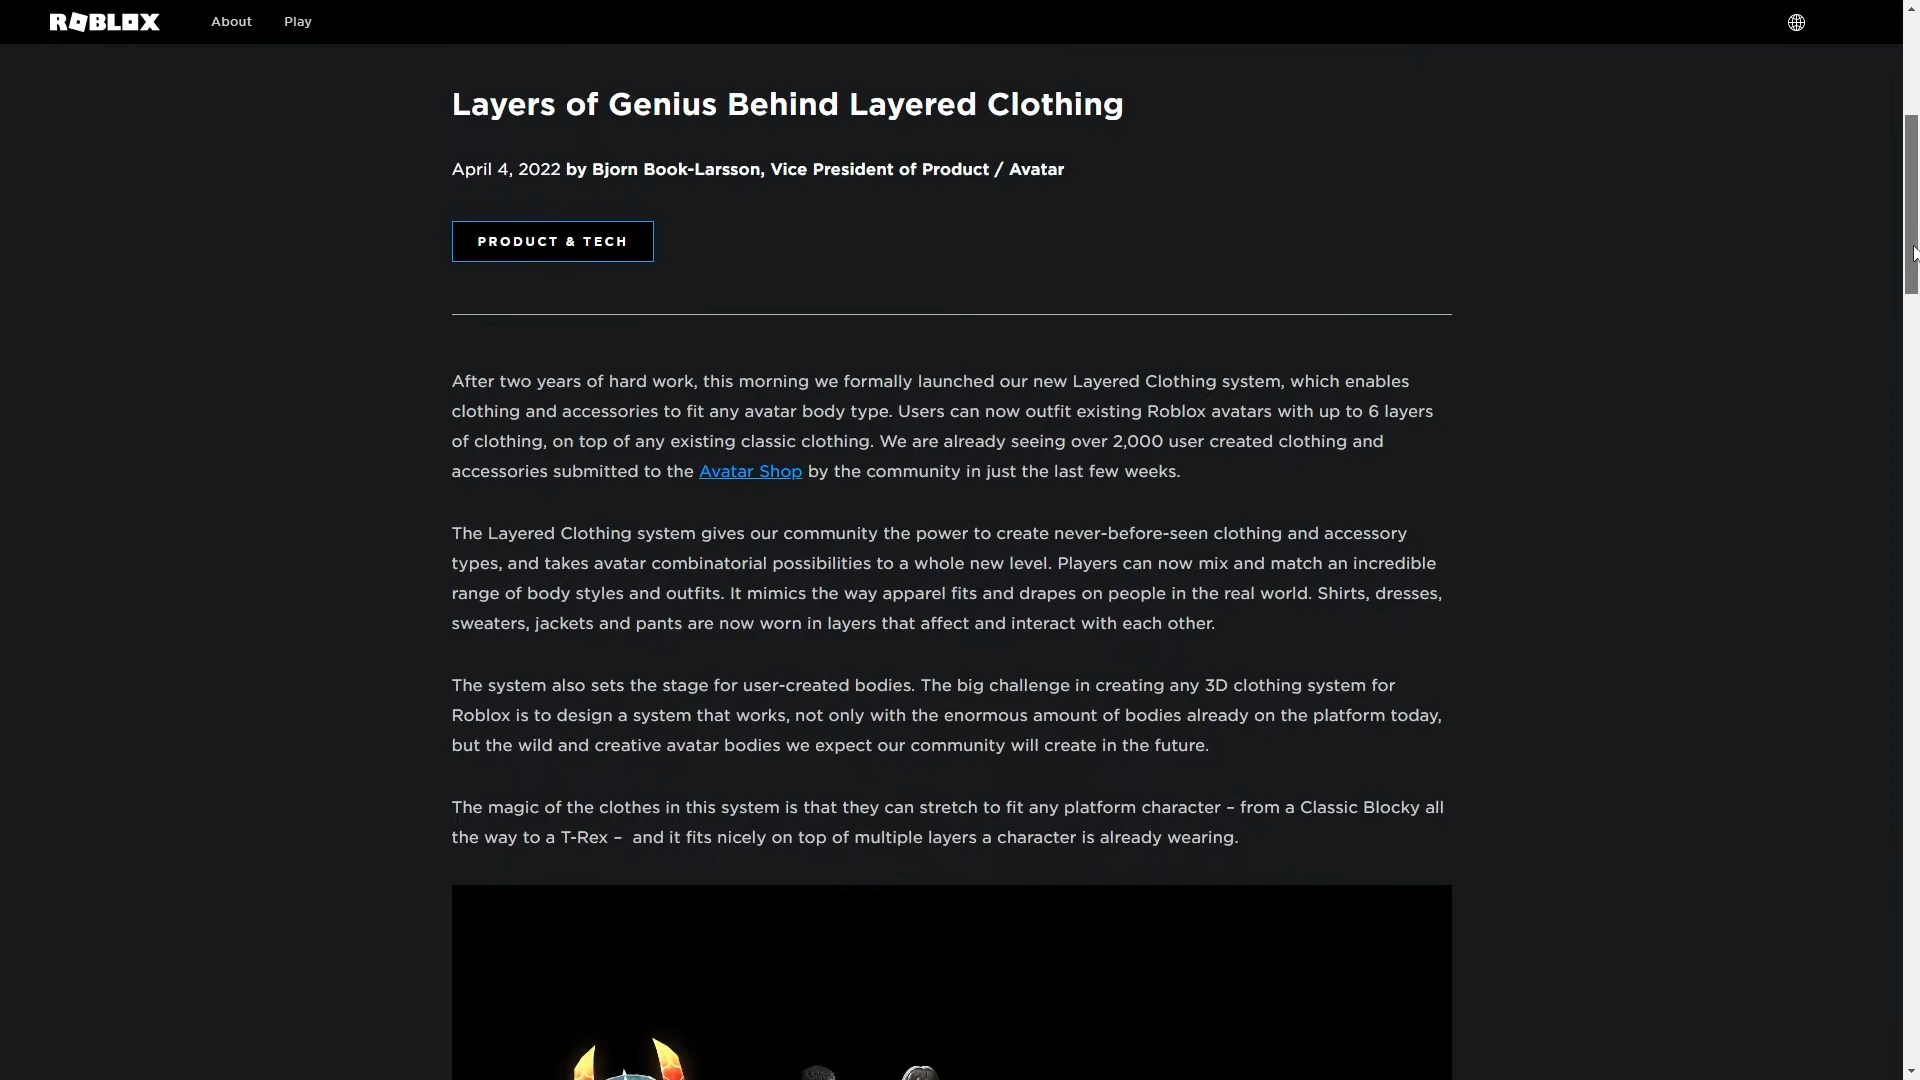 ROBLOX
About
Play
Layers of Genius Behind Layered Clothing
April 4, 2022 by Bjorn Book-Larsson, Vice President of Product / Avatar
PRODUCT & TECH
After two years of hard work, this morning we formally launched our new Layered Clothing system, which enables
clothing and accessories to fit any avatar body type. Users can now outfit existing Roblox avatars with up to 6 layers
of clothing, on top of any existing classic clothing. We are already seeing over 2,000 user created clothing and
accessories submitted to the Avatar Shop by the community in just the last few weeks.
The Layered Clothing system gives our community the power to create never-before-seen clothing and accessory
types, and takes avatar combinatorial possibilities to a whole new level. Players can now mix and match an incredible
range of body styles and outfits. It mimics the way apparel fits and drapes on people in the real world. Shirts, dresses,
sweaters, jackets and pants are now worn in layers that affect and interact with each other.
The system also sets the stage for user-created bodies. The big challenge in creating any 3D clothing system for
Roblox is to design a system that works, not only with the enormous amount of bodies already on the platform today,
but the wild and creative avatar bodies we expect our community will create in the future.
The magic of the clothes in this system is that they can stretch to fit any platform character – from a Classic Blocky all
the way to a T-Rex –  and it fits nicely on top of multiple layers a character is already wearing.